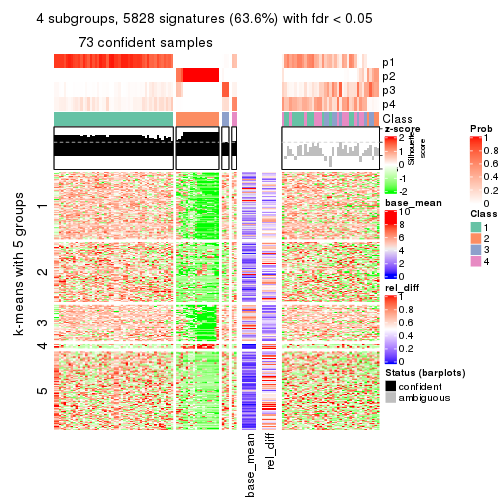 4 subgroups, 5828 signatures (63.6%) with fdr < 0.05
73 confident samples
p1
p2
p3
p4
Class
Silhouette
score
k-means with 5 groups
1
2
3
4
5
base_mean
rel_diff
z-score
2
1
0
-1
-2
base_mean
10
8
6
4
2
0
rel_diff
1
0.8
0.6
0.4
0.2
0
Status (barplots)
confident
ambiguous
Prob
1
0.8
0.6
0.4
0.2
0
Class
1
2
3
4